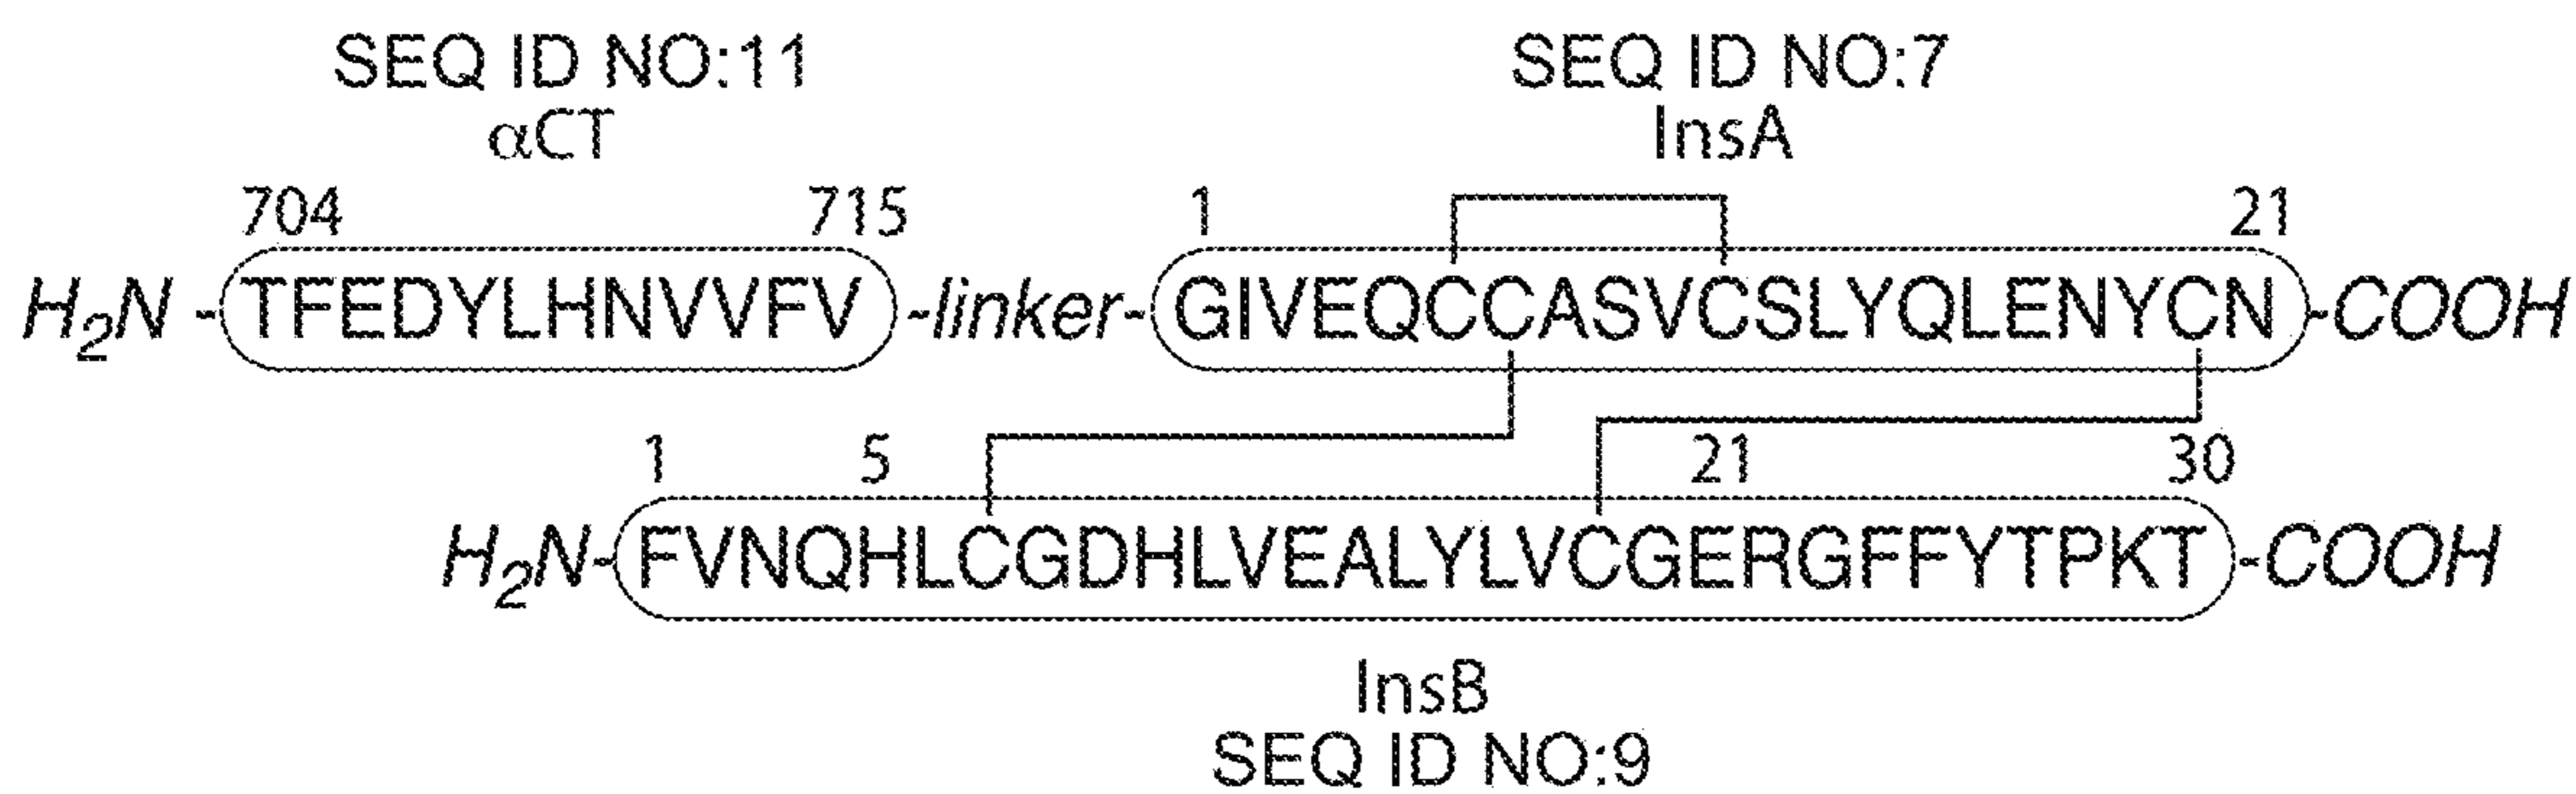 SEQ ID NO:11 SEQ ID NO:7
αCT InsA
704 715 1 21
H2N - TFEDYLHNVVFV -linker- GIVEQCCASVCSLYQLENYCN -COOH
1 5 21 30
H2N- FVNQHLCGDHLVEALYLVCGERGFFYTPKT -COOH
InsB
SEQ ID NO:9